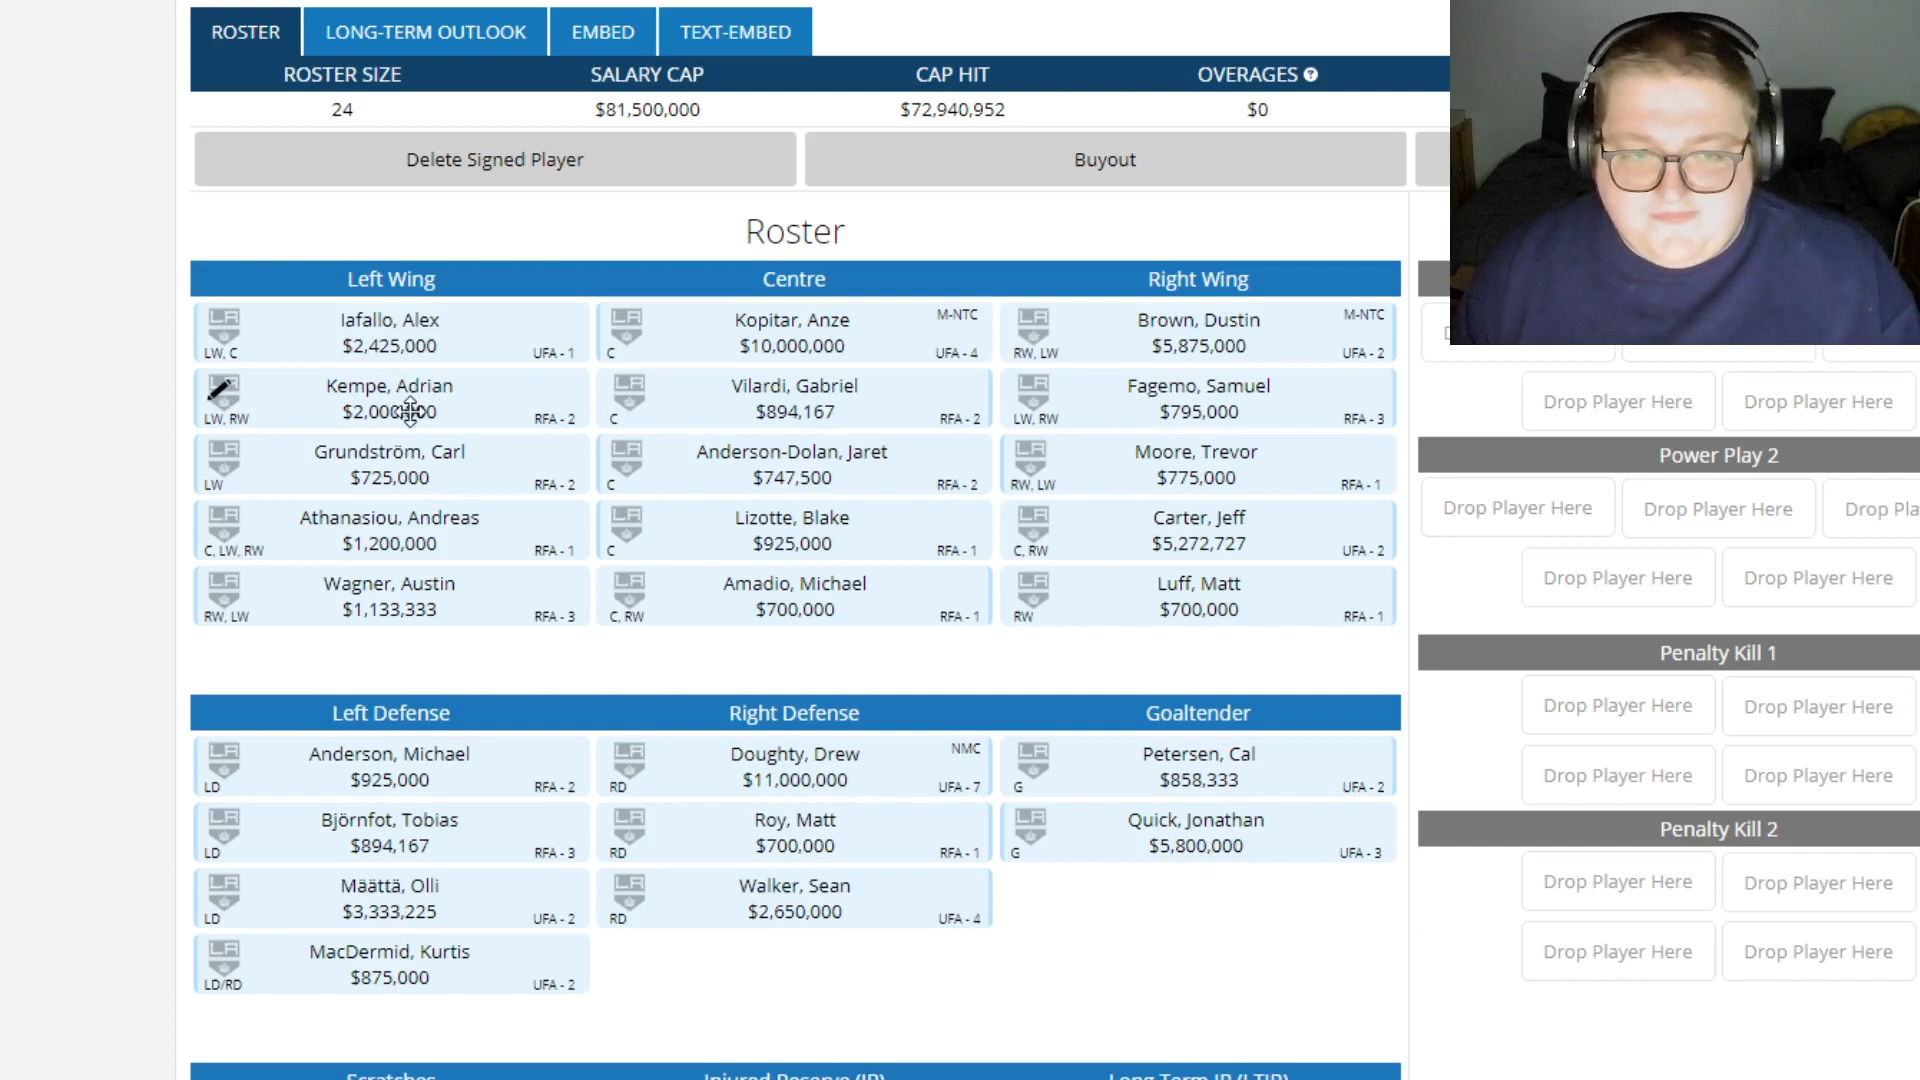 ROSTER LONG-TERM OUTLOOK EMBED TEXT-EMBED
ROSTER SIZE SALARY CAP CAP HIT OVERAGES
24 $81,500,000 $72,940,952 $0
Delete Signed Player Buyout
Roster
Left Wing Centre Right Wing
Iafallo, Alex
$2,425,000
LW, C UFA - 1
Kopitar, Anze M-NTC
$10,000,000
C UFA - 4
Brown, Dustin M-NTC
$5,875,000
RW, LW UFA - 2
Kempe, Adrian
LW, RW RFA - 2
Vilardi, Gabriel
$894,167
C RFA - 2
Fagemo, Samuel
$795,000
LW, RW RFA - 3
Grundström, Carl
$725,000
LW RFA - 2
Anderson-Dolan, Jaret
$747,500
C RFA - 2
Moore, Trevor
$775,000
RW, LW RFA - 1
Athanasiou, Andreas
$1,200,000
C, LW, RW RFA - 1
Lizotte, Blake
$925,000
C RFA - 1
Carter, Jeff
$5,272,727
C, RW UFA - 2
Wagner, Austin
$1,133,333
RW, LW RFA - 3
Amadio, Michael
$700,000
C, RW RFA - 1
Luff, Matt
$700,000
RW RFA - 1
Left Defense Right Defense Goaltender
Anderson, Michael
$925,000
LD RFA - 2
Doughty, Drew NMC
$11,000,000
RD UFA - 7
Petersen, Cal
$858,333
G UFA - 2
Björnfot, Tobias
$894,167
LD RFA - 3
Roy, Matt
$700,000
RD RFA - 1
Quick, Jonathan
$5,800,000
G UFA - 3
Määttä, Olli
$3,333,225
LD UFA - 2
Walker, Sean
$2,650,000
RD UFA - 4
MacDermid, Kurtis
$875,000
LD/RD UFA - 2
Scratches Injured Reserve (IR) Long Term IR (LTIR)
Drop Player Here Drop Player Here
Power Play 2
Drop Player Here Drop Player Here Drop Pla
Drop Player Here Drop Player Here
Penalty Kill 1
Drop Player Here Drop Player Here
Drop Player Here Drop Player Here
Penalty Kill 2
Drop Player Here Drop Player Here
Drop Player Here Drop Player Here